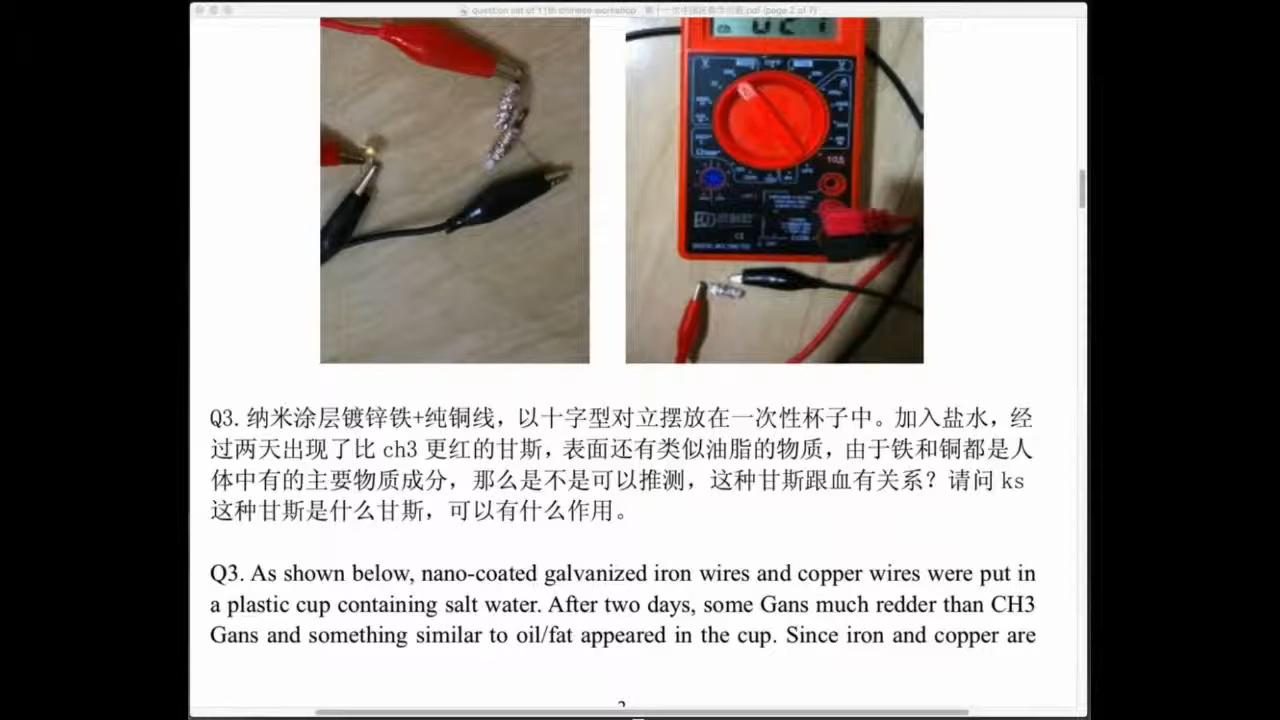 question set of 11th chinese workshop
10A
Q3. 纳米涂层镀锌铁+纯铜线，以十字型对立摆放在一次性杯子中。加入盐水，经
过两天出现了比 ch3 更红的甘斯，表面还有类似油脂的物质，由于铁和铜都是人
体中有的主要物质成分，那么是不是可以推测，这种甘斯跟血有关系？请问 ks
这种甘斯是什么甘斯，可以有什么作用。
Q3. As shown below, nano-coated galvanized iron wires and copper wires were put in
a plastic cup containing salt water. After two days, some Gans much redder than CH3
Gans and something similar to oil/fat appeared in the cup. Since iron and copper are